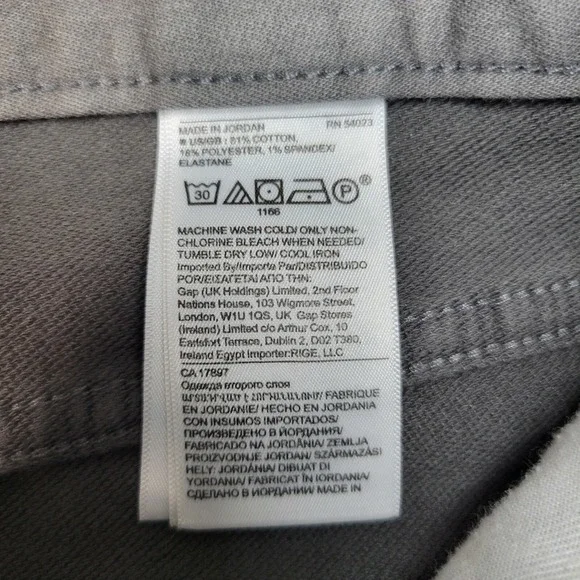 MADE IN JORDAN RN 54023
# US/GB : 81% COTTON,
18% POLYESTER, 1% SPANDEX/
ELASTANE
30 P ®
1166
MACHINE WASH COLD/ ONLY NON-
CHLORINE BLEACH WHEN NEEDED/
TUMBLE DRY LOW/ COOL IRON
Imported By/Importe Par/DISTRIBUIDO
POR/ΕΙΣΑΓΕΤΑΙ ΑΠΟ ΤΗΝ:
Gap (UK Holdings) Limited, 2nd Floor
Nations House, 103 Wigmore Street,
London, W1U 1QS, UK Gap Stores
(Ireland) Limited c/o Arthur Cox, 10
Earlsfort Terrace, Dublin 2, D02 T380,
Ireland Egypt Importer:RIGE, LLC
CA 17897
Одежда второго слоя
FABRIQUE
EN JORDANIE/ HECHO EN JORDANIA
CON INSUMOS IMPORTADOS/
ПРОИЗВЕДЕНО В ЙОРДАНИЯ/
FABRICADO NA JORDÂNIA/ ZEMLJA
PROIZVODNJE JORDAN/ SZÁRMAZÁSI
HELY: JORDÁNIA/ DIBUAT DI
YORDANIA/ FABRICAT ÎN IORDANIA/
СДЕЛАНО В ИОРДАНИИ/ MADE IN